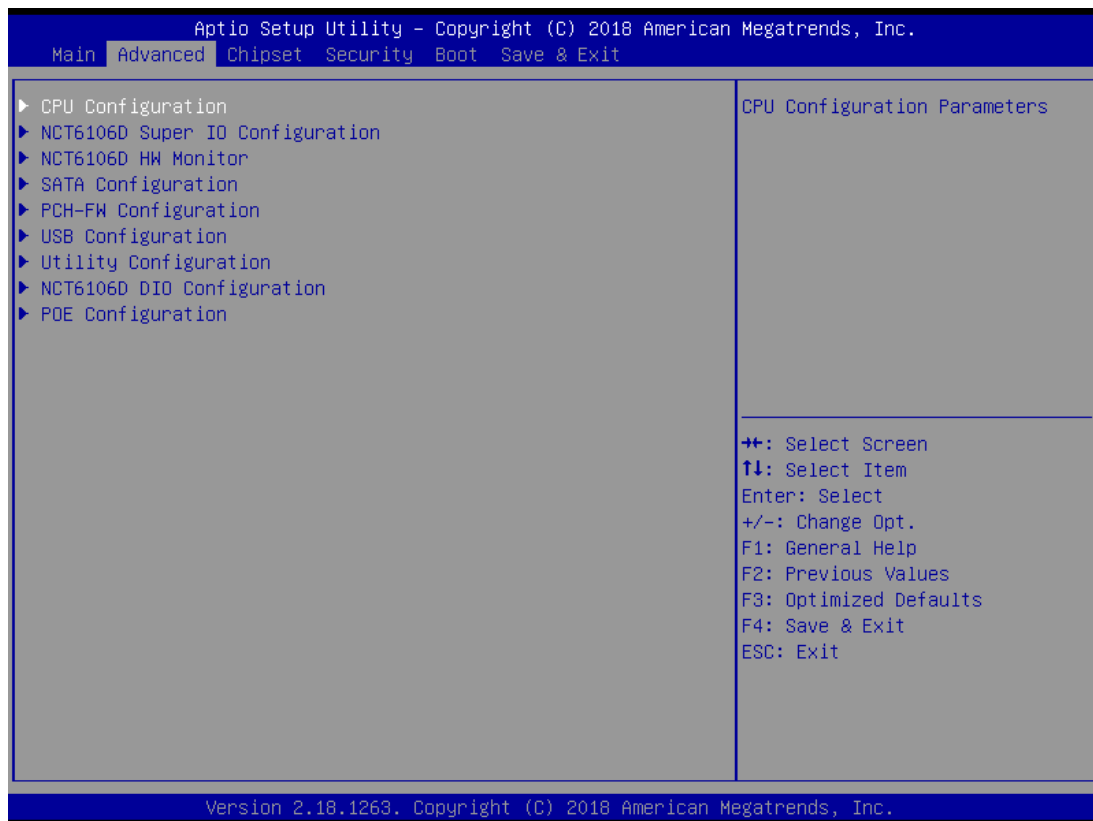 Aptio Setup Utility – Copyright (C) 2018 American Megatrends, Inc.
Main Advanced Chipset Security Boot Save & Exit
▶ CPU Configuration
▶ NCT6106D Super IO Configuration
▶ NCT6106D HW Monitor
▶ SATA Configuration
▶ PCH-FW Configuration
▶ USB Configuration
▶ Utility Configuration
▶ NCT6106D DIO Configuration
▶ POE Configuration
CPU Configuration Parameters
→←: Select Screen
↑↓: Select Item
Enter: Select
+/-: Change Opt.
F1: General Help
F2: Previous Values
F3: Optimized Defaults
F4: Save & Exit
ESC: Exit
Version 2.18.1263. Copyright (C) 2018 American Megatrends, Inc.